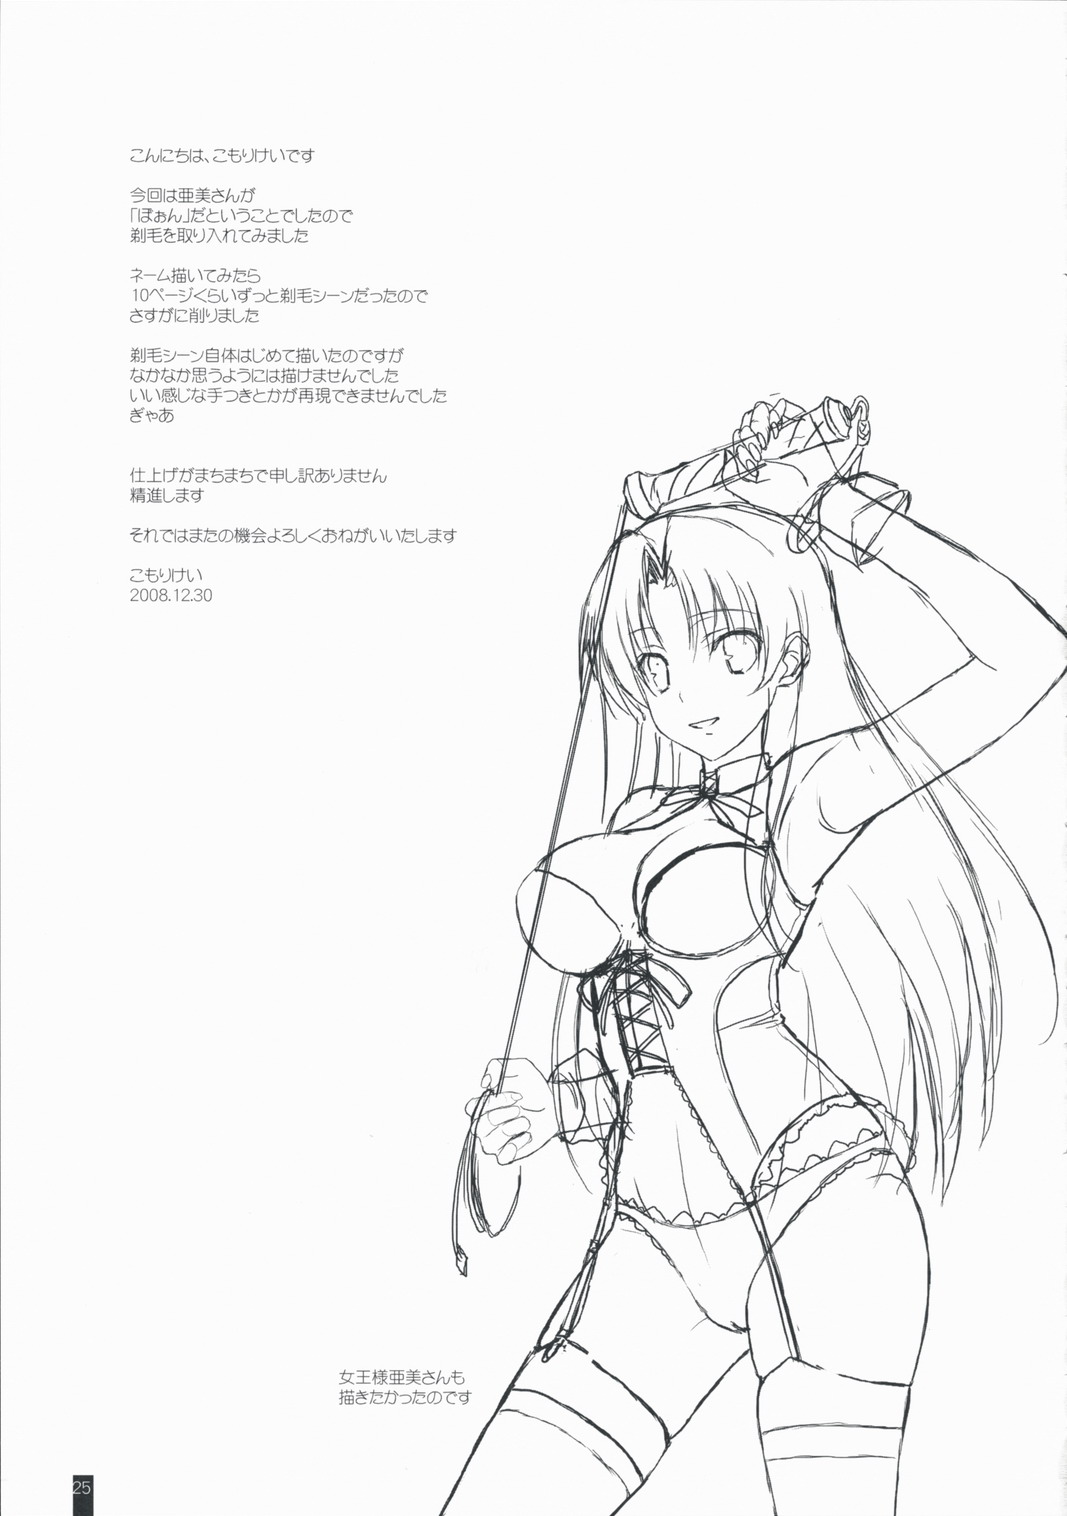 こんにちは、こもりけいです
今回は亜美さんが
「ぼぉん」だということでしたので
剃毛を取り入れてみました
ネーム描いてみたら
10ページくらいずっと剃毛シーンだったので
さすがに削りました
剃毛シーン自体はじめて描いたのですが
なかなか思うようには描けませんでした
いい感じな手つきとかが再現できませんでした
ぎゃあ
仕上げがまちまちで申し訳ありません
精進します
それではまたの機会よろしくおねがいいたします
こもりけい
2008.12.30
女王様亜美さんも
描きたかったのです
25